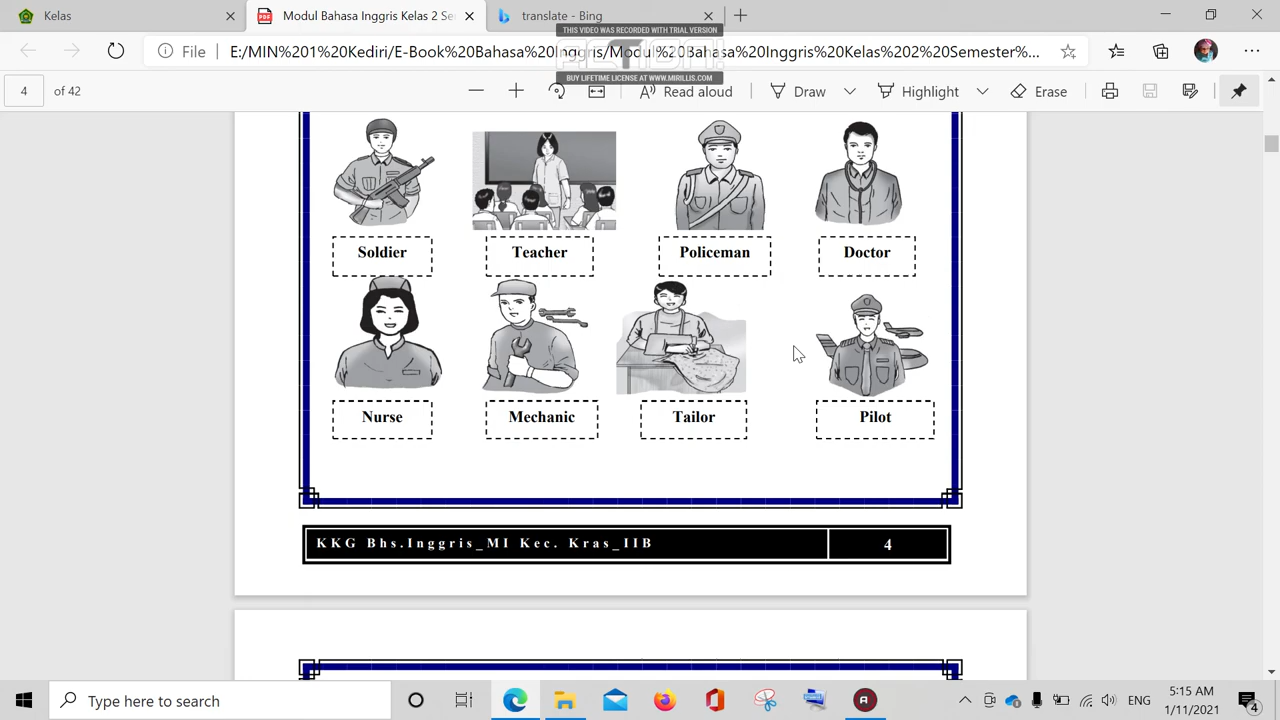 Kelas
Modul Bahasa Inggris Kelas 2 Se
translate - Bing
THIS VIDEO WAS RECORDED WITH TRIAL VERSION
BUY LIFETIME LICENSE AT WWW.MIRILLIS.COM
File
E:/MIN%201%20Kediri/E-Book%20Bahasa%20Inggris/Modul%20Bahasa%20Inggris%20Kelas%202%20Semester%...
4 of 42
Read aloud
Draw
Highlight
Erase
Soldier Teacher Policeman Doctor
Nurse Mechanic Tailor Pilot
KKG Bhs.Inggris_MI Kec. Kras_IIB 4
Type here to search
ENG
5:15 AM
1/11/2021
4